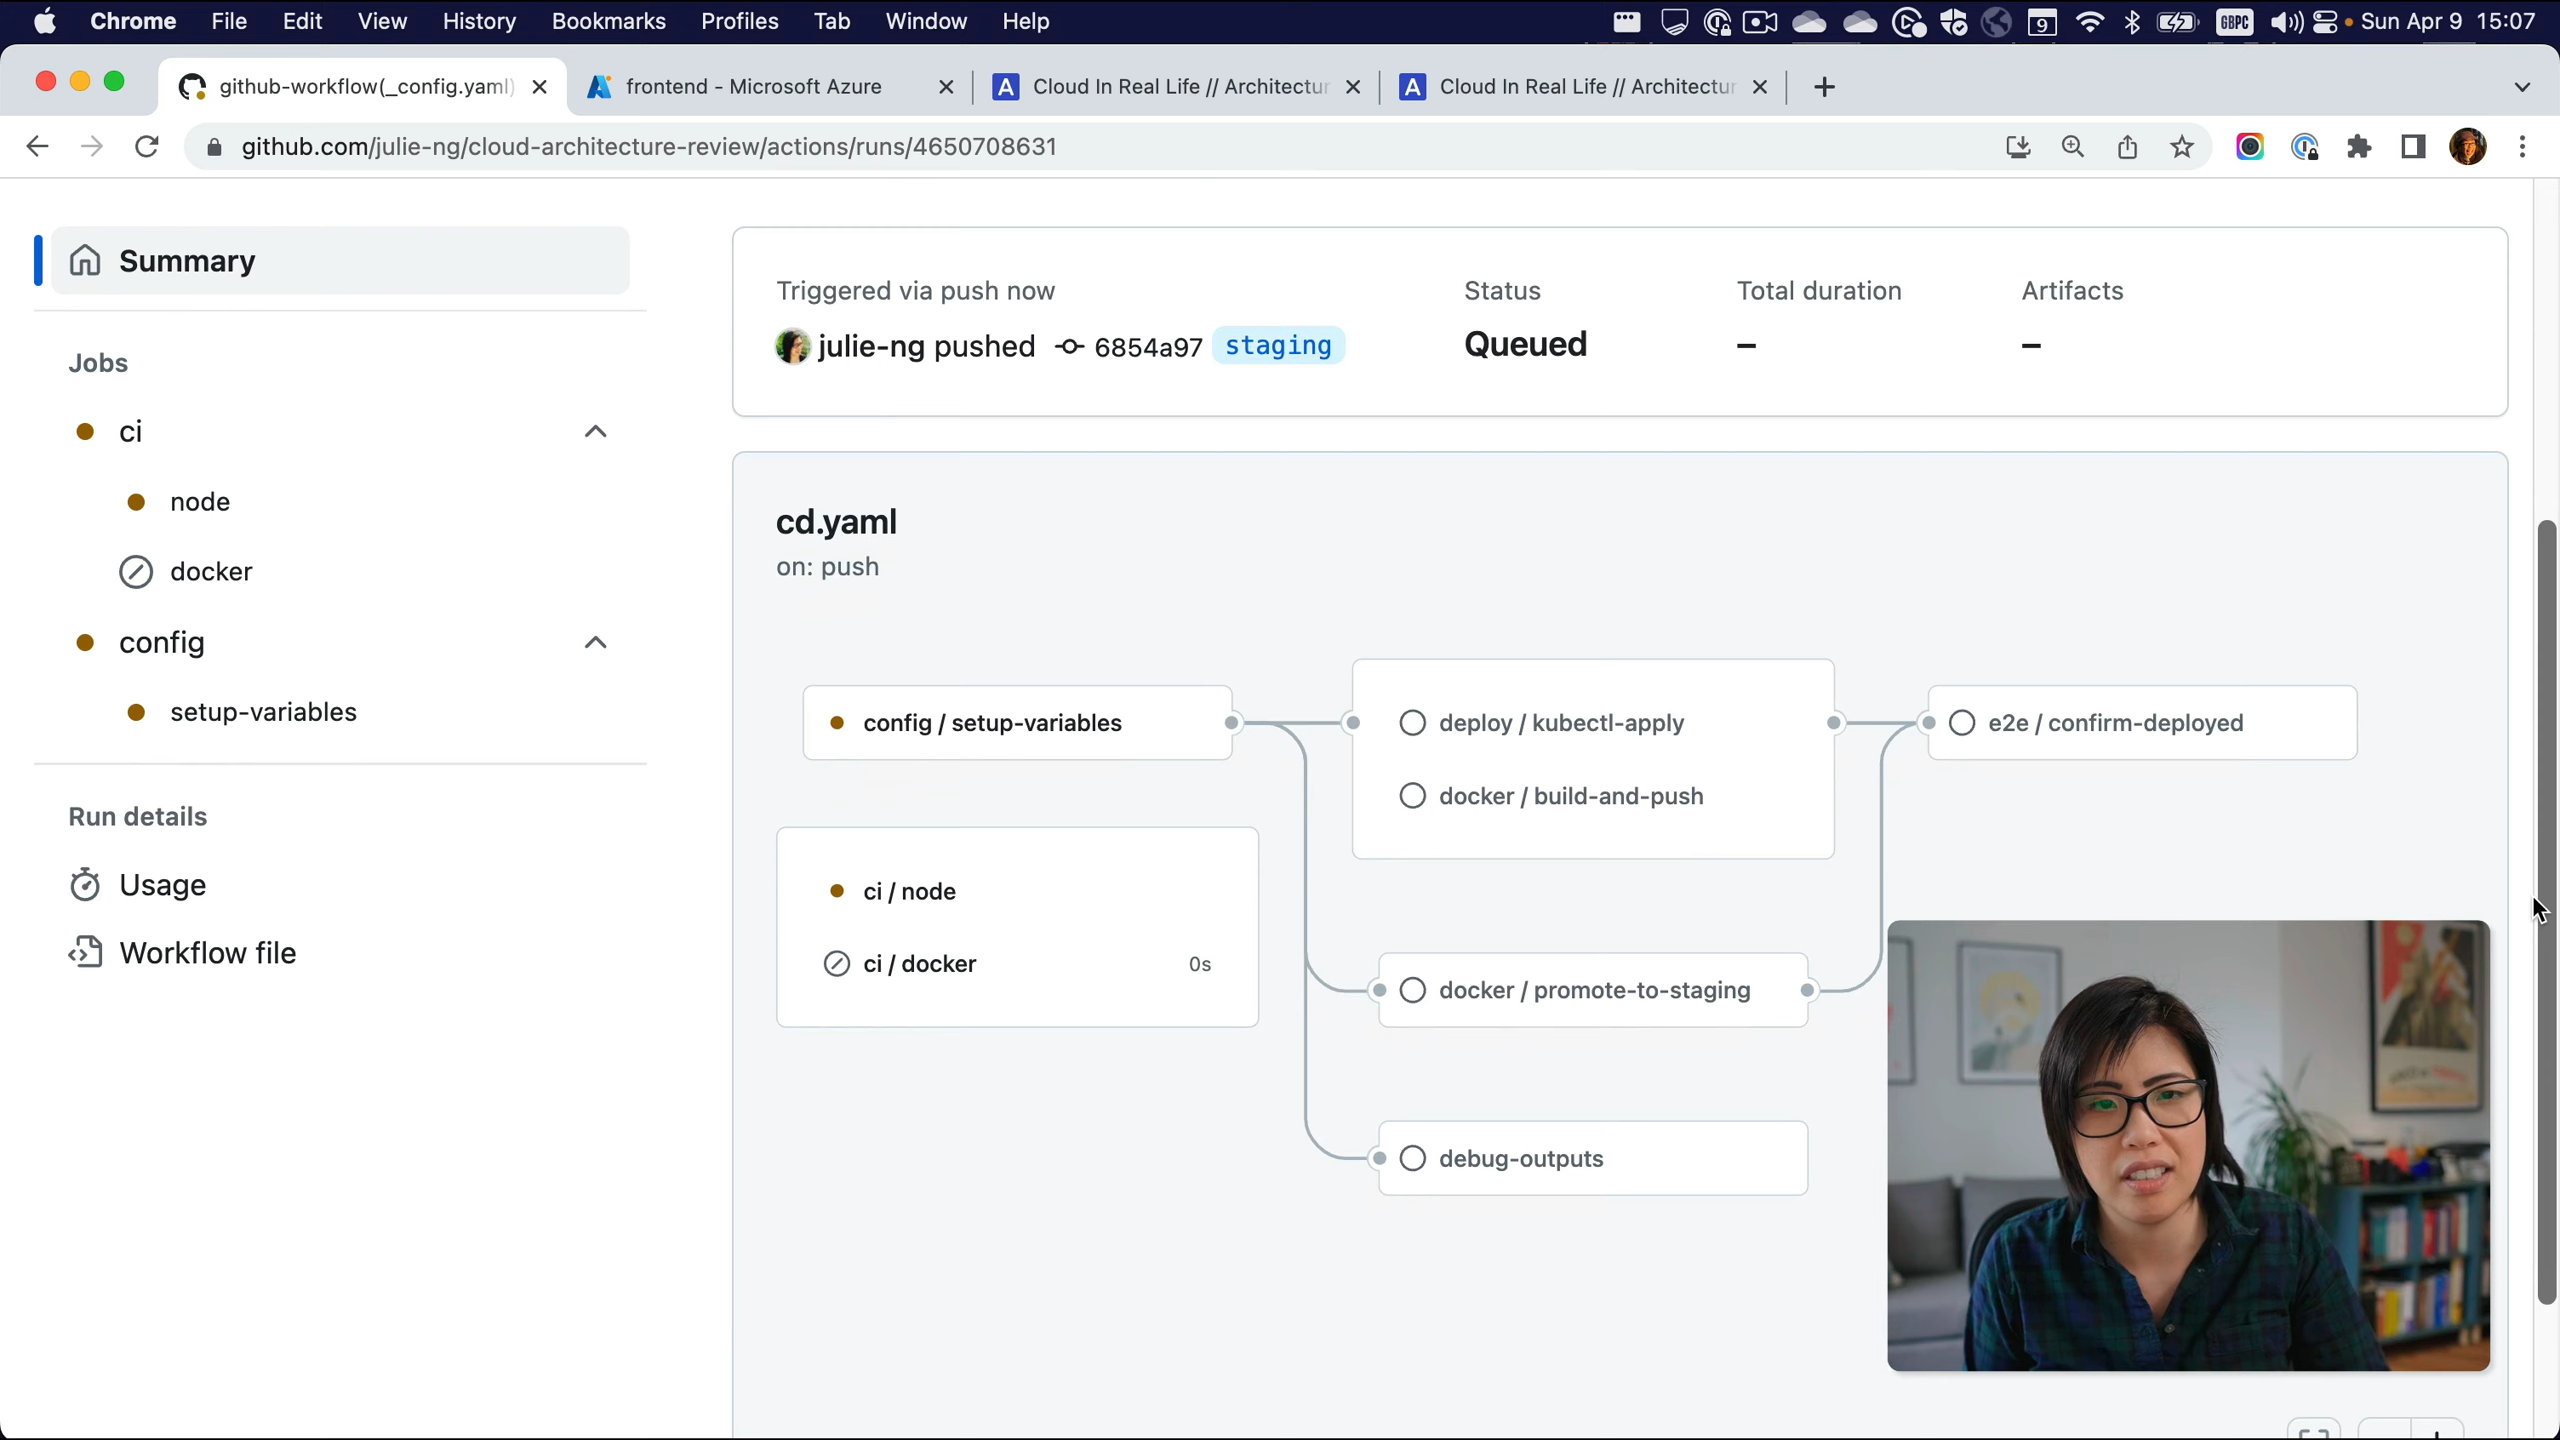 Chrome File Edit View History Bookmarks Profiles Tab Window Help 9 GBPC Sun Apr 9 15:07
github-workflow(_config.yaml) frontend - Microsoft Azure A Cloud In Real Life // Architectur A Cloud In Real Life // Architectur
github.com/julie-ng/cloud-architecture-review/actions/runs/4650708631
Summary
Jobs
ci
node
docker
config
setup-variables
Run details
Usage
Workflow file
Triggered via push now
julie-ng pushed 6854a97 staging
Status
Queued
Total duration
–
Artifacts
–
cd.yaml
on: push
config / setup-variables
ci / node
ci / docker 0s
deploy / kubectl-apply
docker / build-and-push
docker / promote-to-staging
debug-outputs
e2e / confirm-deployed